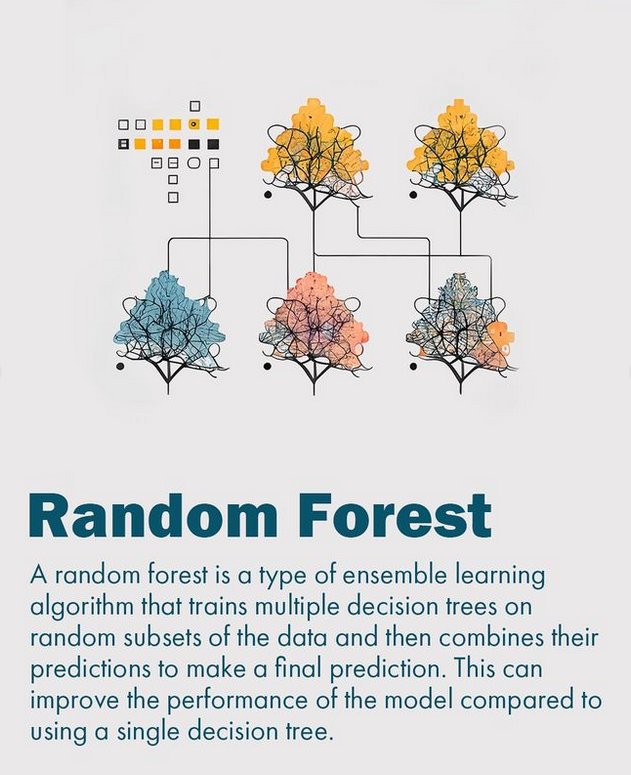 Random Forest
A random forest is a type of ensemble learning
algorithm that trains multiple decision trees on
random subsets of the data and then combines their
predictions to make a final prediction. This can
improve the performance of the model compared to
using a single decision tree.